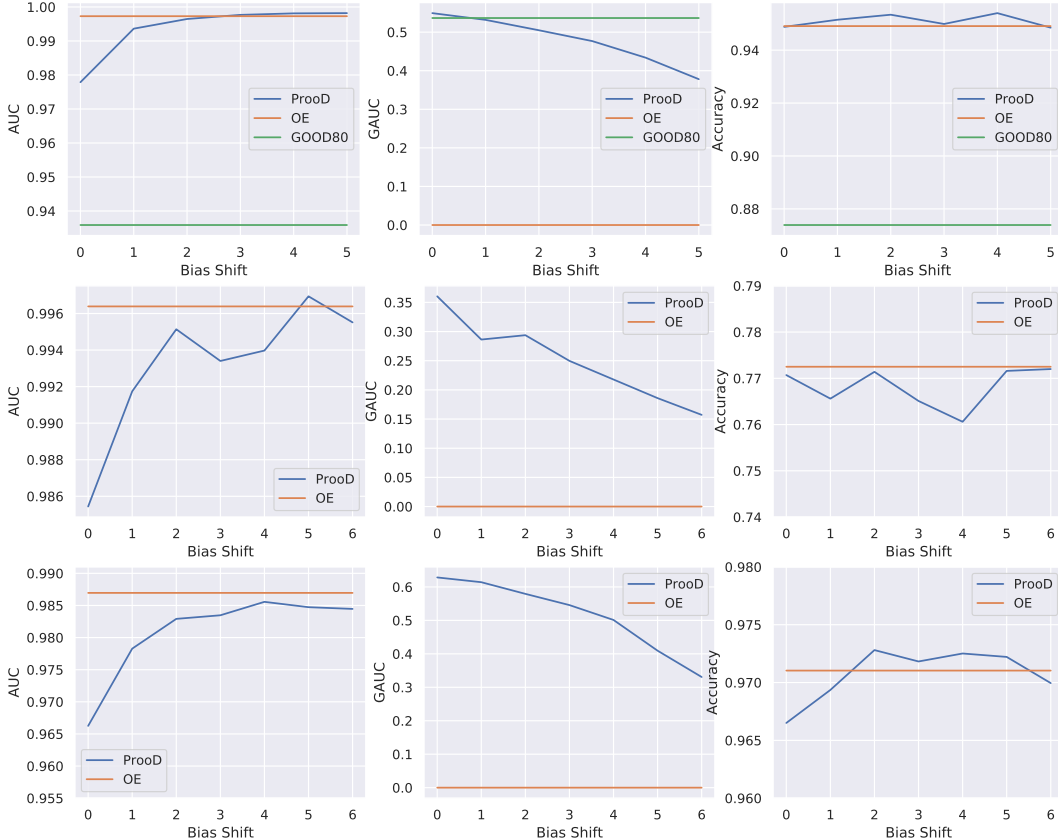 1.00
0.99
0.98
0.97
0.96
0.95
0.94
AUC
ProoD
OE
GOOD80
0 1 2 3 4 5
Bias Shift
0.5
0.4
0.3
0.2
0.1
0.0
GAUC
ProoD
OE
GOOD80
0 1 2 3 4 5
Bias Shift
0.94
0.92
0.90
0.88
Accuracy
ProoD
OE
GOOD80
0 1 2 3 4 5
Bias Shift
0.996
0.994
0.992
0.990
0.988
0.986
AUC
ProoD
OE
0 1 2 3 4 5 6
Bias Shift
0.35
0.30
0.25
0.20
0.15
0.10
0.05
0.00
GAUC
ProoD
OE
0 1 2 3 4 5 6
Bias Shift
0.79
0.78
0.77
0.76
0.75
0.74
Accuracy
ProoD
OE
0 1 2 3 4 5 6
Bias Shift
0.990
0.985
0.980
0.975
0.970
0.965
0.960
0.955
AUC
ProoD
OE
0 1 2 3 4 5 6
Bias Shift
0.6
0.5
0.4
0.3
0.2
0.1
0.0
GAUC
ProoD
OE
0 1 2 3 4 5 6
Bias Shift
0.980
0.975
0.970
0.965
0.960
Accuracy
ProoD
OE
0 1 2 3 4 5 6
Bias Shift